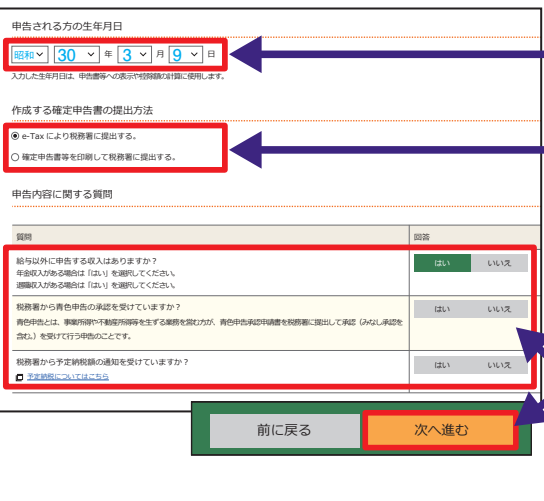 申告される方の生年月日
昭和 30 年 3 月 9 日
入力した生年月日は、申告書等への表示や控除額の計算に使用します。
作成する確定申告書の提出方法
e-Tax により税務署に提出する。
確定申告書等を印刷して税務署に提出する。
申告内容に関する質問
質問 回答
給与以外に申告する収入はありますか？ はい いいえ
年金収入がある場合は「はい」を選択してください。
退職収入がある場合は「はい」を選択してください。
税務署から青色申告の承認を受けていますか？ はい いいえ
青色申告とは、事業所得や不動産所得等を生ずる業務を営む方が、青色申告承認申請書を税務署に提出して承認（みなし承認を
含む。）を受けて行う申告のことです。
税務署から予定納税額の通知を受けていますか？ はい いいえ
予定納税についてはこちら
前に戻る 次へ進む